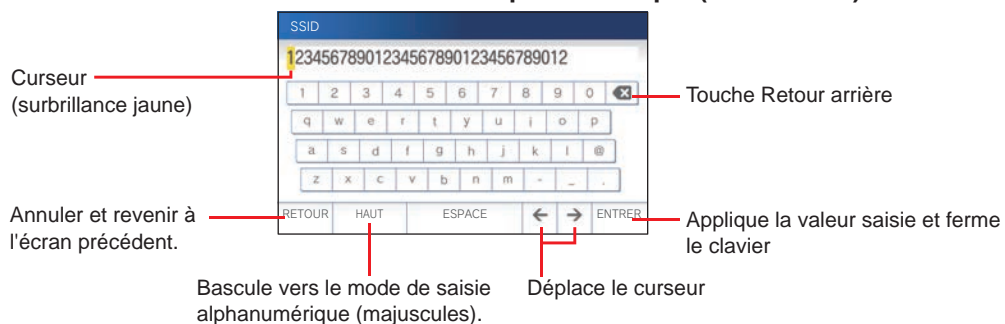 SSID
12345678901234567890123456789012
Curseur
(surbrillance jaune)
1 2 3 4 5 6 7 8 9 0
Touche Retour arrière
q w e r t y u i o p
a s d f g h j k l @
z x c v b n m - _ .
RETOUR HAUT ESPACE ← → ENTRER
Annuler et revenir à
l'écran précédent.
Applique la valeur saisie et ferme
le clavier
Bascule vers le mode de saisie
alphanumérique (majuscules).
Déplace le curseur